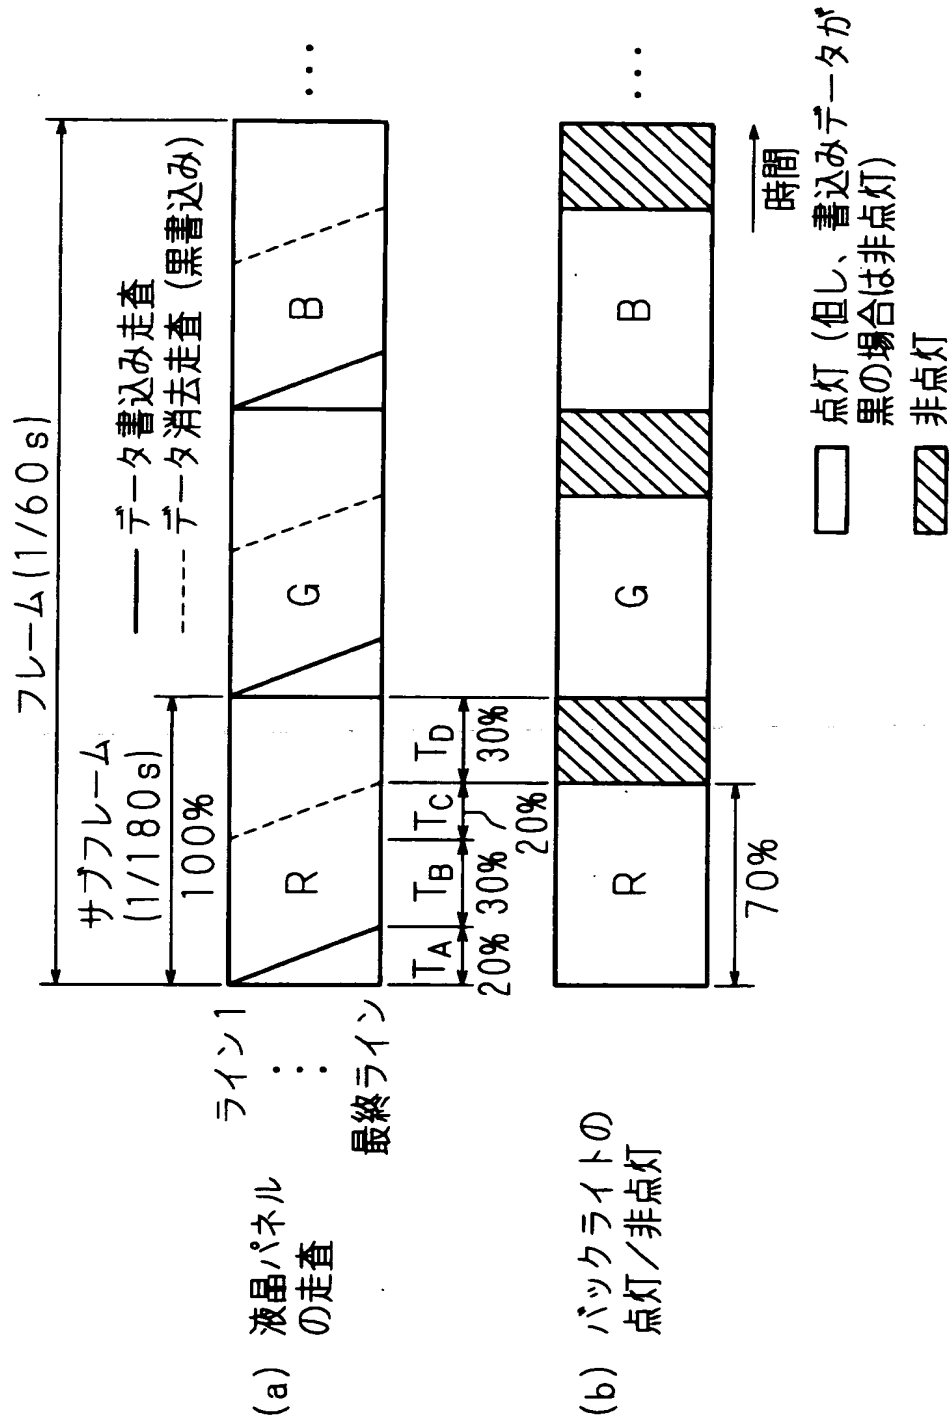 フレーム(1/60s)
サブフレーム
(1/180s)
100%
データ書込み走査
データ消去走査 (黒書込み)
(a) 液晶パネル
の走査
ライン1
⋮
最終ライン
R
G
B
...
TA
TB
TC
TD
20%
30%
20%
30%
(b) バックライトの
点灯/非点灯
R
G
B
...
70%
時間
点灯 (但し、書込みデータが
黒の場合は非点灯)
非点灯